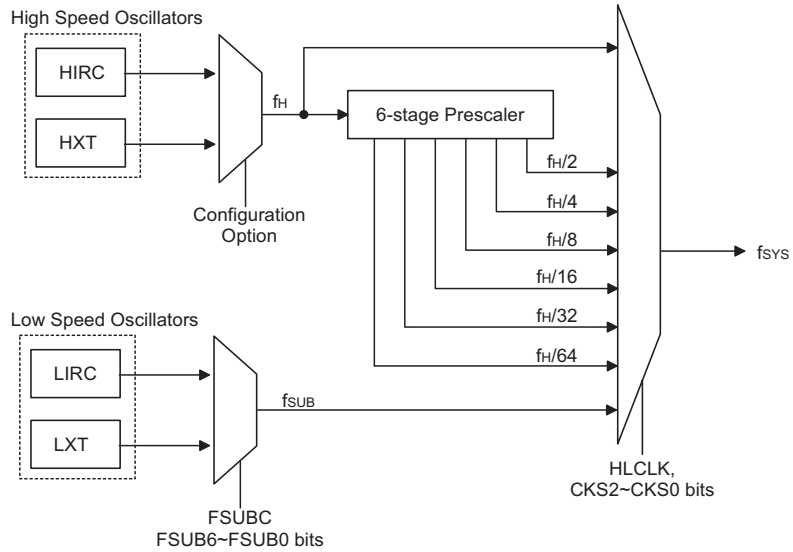 High Speed Oscillators
HIRC
HXT
fH
6-stage Prescaler
Configuration
Option
fH/2
fH/4
fH/8
fH/16
fH/32
fH/64
fSYS
Low Speed Oscillators
LIRC
LXT
fSUB
FSUBC
FSUB6~FSUB0 bits
HLCLK,
CKS2~CKS0 bits